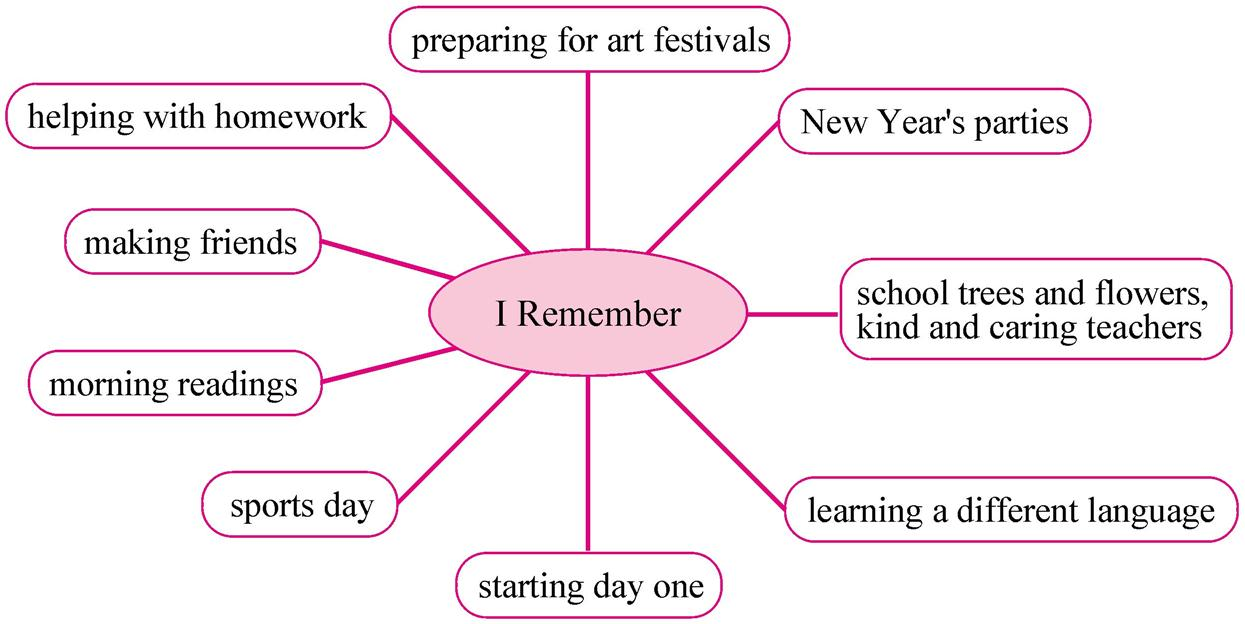 preparing for art festivals
helping with homework
New Year's parties
making friends
I Remember
school trees and flowers,
kind and caring teachers
morning readings
sports day
learning a different language
starting day one